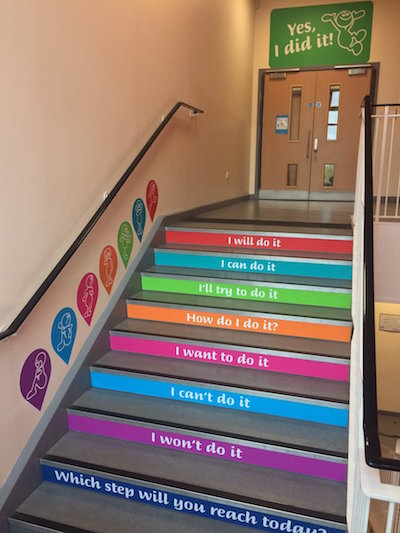 Yes,
I did it!
I will do it
I can do it
I'll try to do it
How do I do it?
I want to do it
I can't do it
I won't do it
Which step will you reach today?